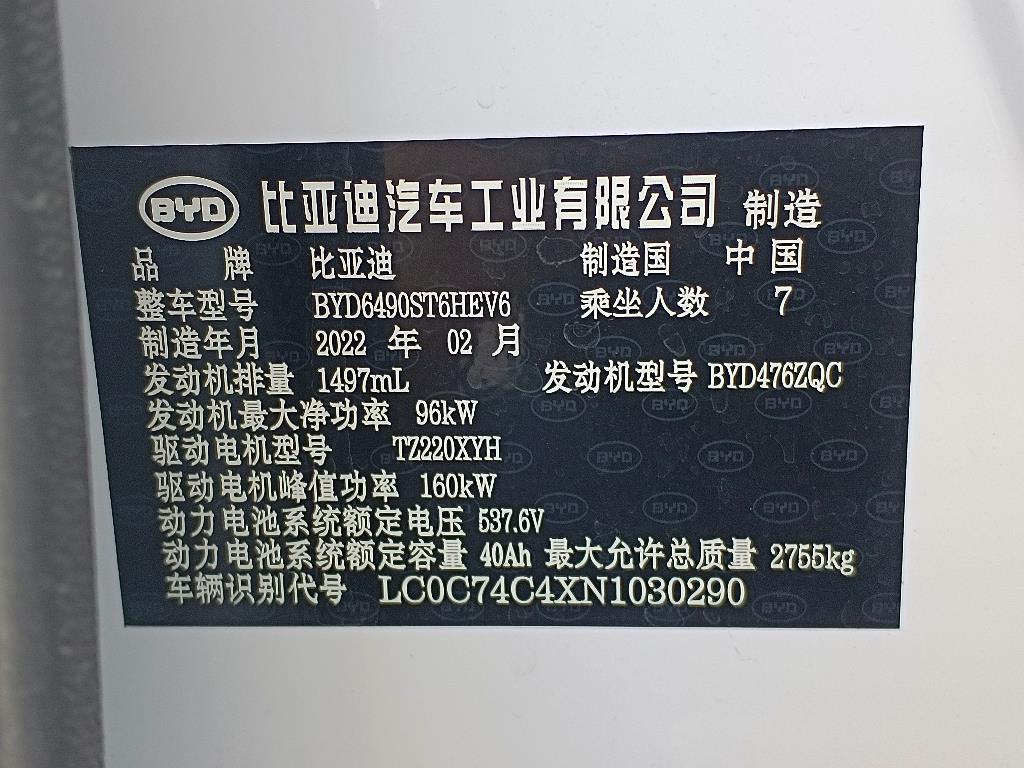 BYD 比亚迪汽车工业有限公司 制造
品 牌 比亚迪 制造国 中国
整车型号 BYD6490ST6HEV6 乘坐人数 7
制造年月 2022 年 02 月
发动机排量 1497mL 发动机型号 BYD476ZQC
发动机最大净功率 96kW
驱动电机型号 TZ220XYH
驱动电机峰值功率 160kW
动力电池系统额定电压 537.6V
动力电池系统额定容量 40Ah 最大允许总质量 2755kg
车辆识别代号 LC0C74C4XN1030290